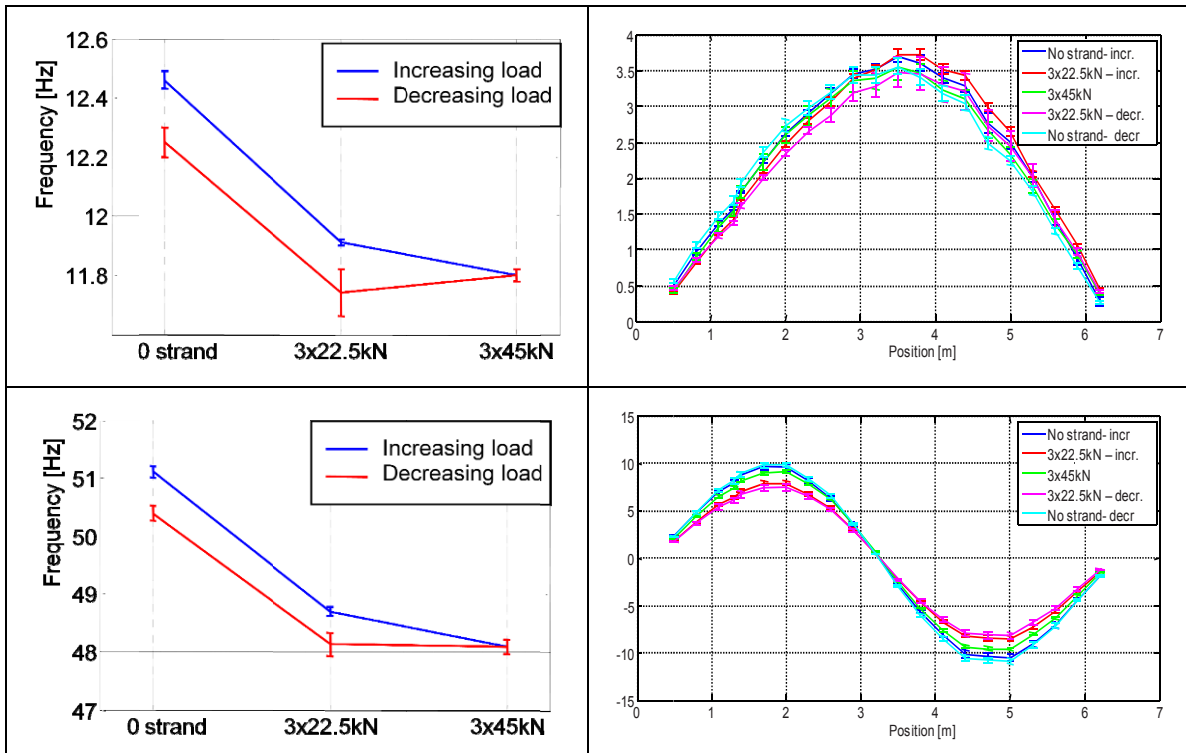 12.6
12.4
12.2
12
11.8
Frequency [Hz]
Increasing load
Decreasing load
0 strand
3x22.5kN
3x45kN
4
3.5
3
2.5
2
1.5
1
0.5
0
0
1
2
3
4
5
6
7
Position [m]
No strand- incr.
3x22.5kN – incr.
3x45kN
3x22.5kN – decr.
No strand- decr
52
51
50
49
48
47
Frequency [Hz]
Increasing load
Decreasing load
0 strand
3x22.5kN
3x45kN
15
10
5
0
-5
-10
-15
0
1
2
3
4
5
6
7
Position [m]
No strand- incr
3x22.5kN – incr.
3x45kN
3x22.5kN – decr.
No strand- decr